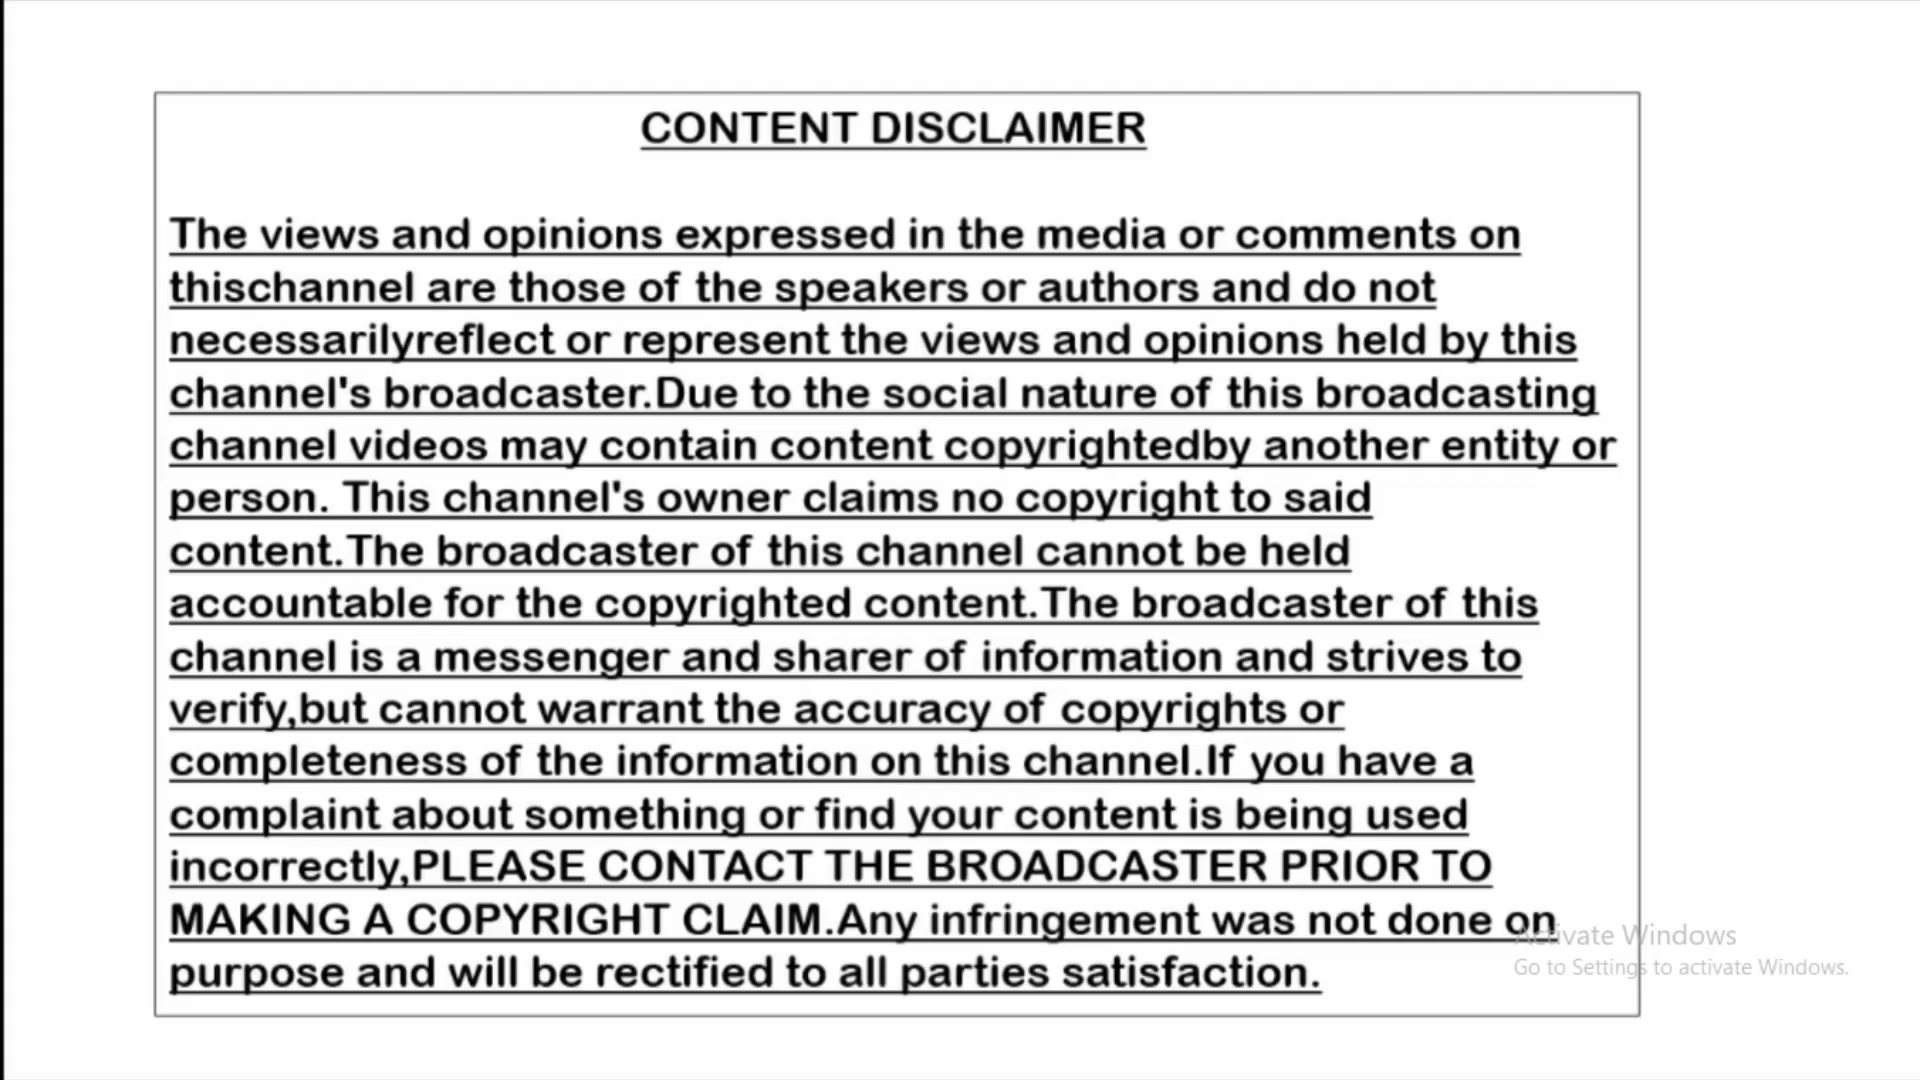 CONTENT DISCLAIMER
The views and opinions expressed in the media or comments on
thischannel are those of the speakers or authors and do not
necessarilyreflect or represent the views and opinions held by this
channel's broadcaster.Due to the social nature of this broadcasting
channel videos may contain content copyrightedby another entity or
person. This channel's owner claims no copyright to said
content.The broadcaster of this channel cannot be held
accountable for the copyrighted content.The broadcaster of this
channel is a messenger and sharer of information and strives to
verify,but cannot warrant the accuracy of copyrights or
completeness of the information on this channel.If you have a
complaint about something or find your content is being used
incorrectly,PLEASE CONTACT THE BROADCASTER PRIOR TO
MAKING A COPYRIGHT CLAIM.Any infringement was not done on
purpose and will be rectified to all parties satisfaction.
Activate Windows
Go to Settings to activate Windows.